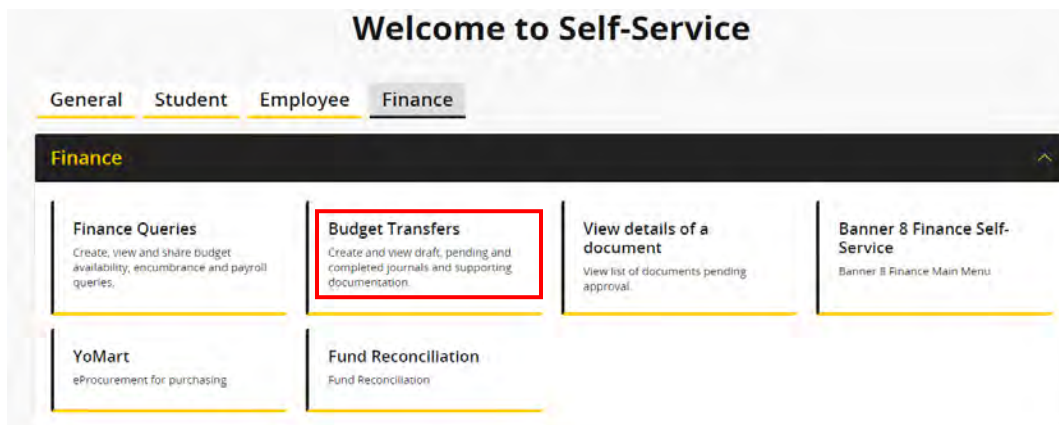 Welcome to Self-Service
General Student Employee Finance
Finance
Finance Queries
Create, view and share budget
availability, encumbrance and payroll
queries.
Budget Transfers
Create and view draft, pending and
completed journals and supporting
documentation.
View details of a
document
View list of documents pending
approval.
Banner 8 Finance Self-
Service
Banner 8 Finance Main Menu
YoMart
eProcurement for purchasing
Fund Reconciliation
Fund Reconciliation